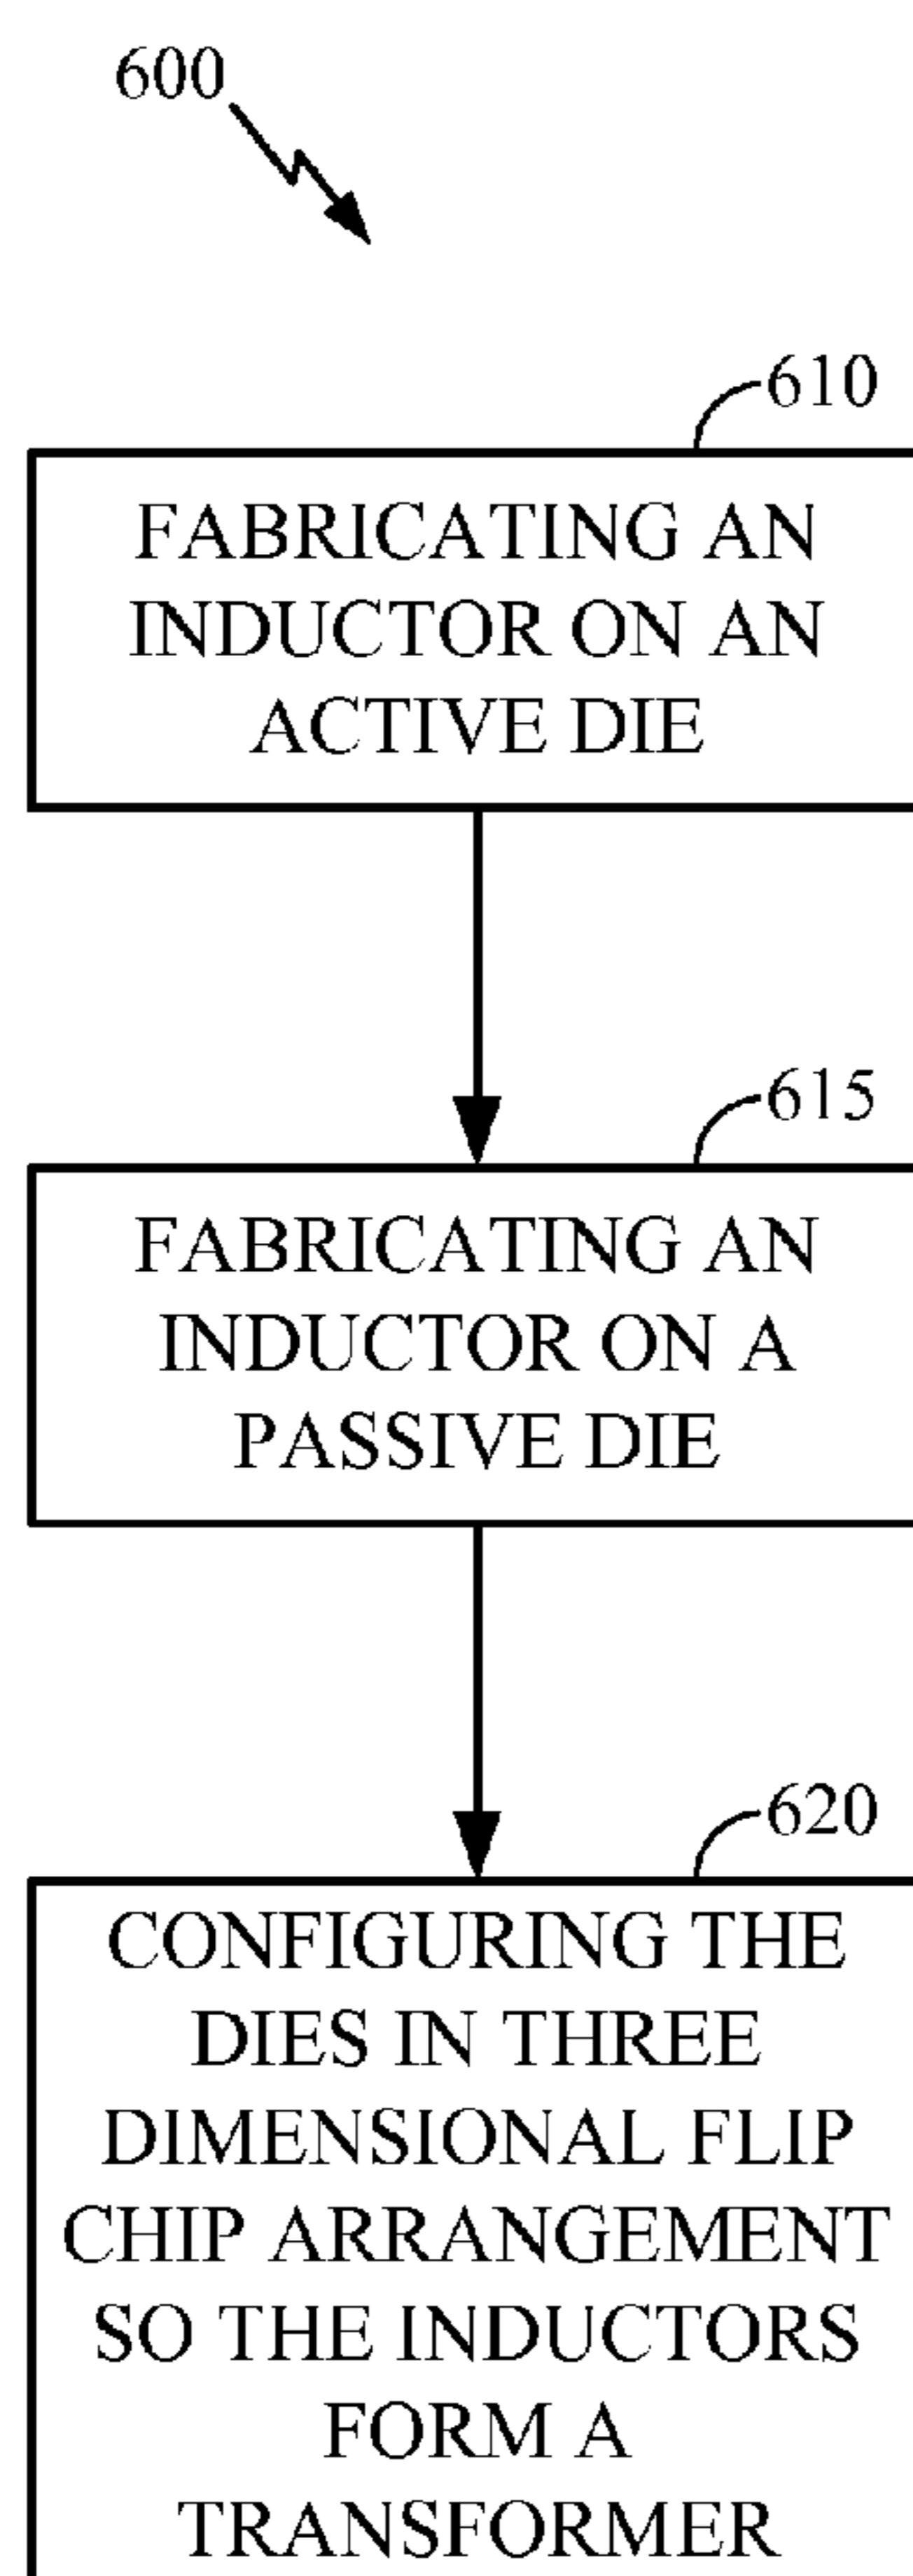 600
610
FABRICATING AN
INDUCTOR ON AN
ACTIVE DIE
615
FABRICATING AN
INDUCTOR ON A
PASSIVE DIE
620
CONFIGURING THE
DIES IN THREE
DIMENSIONAL FLIP
CHIP ARRANGEMENT
SO THE INDUCTORS
FORM A
TRANSFORMER